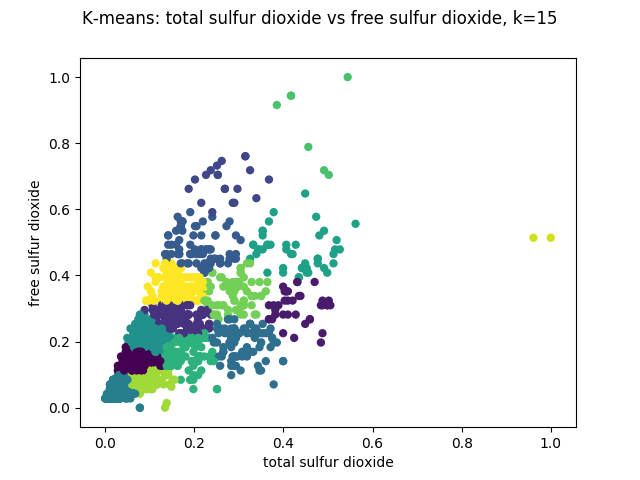 K-means: total sulfur dioxide vs free sulfur dioxide, k=15
1.0
0.8
0.6
0.4
0.2
0.0
free sulfur dioxide
0.0 0.2 0.4 0.6 0.8 1.0
total sulfur dioxide